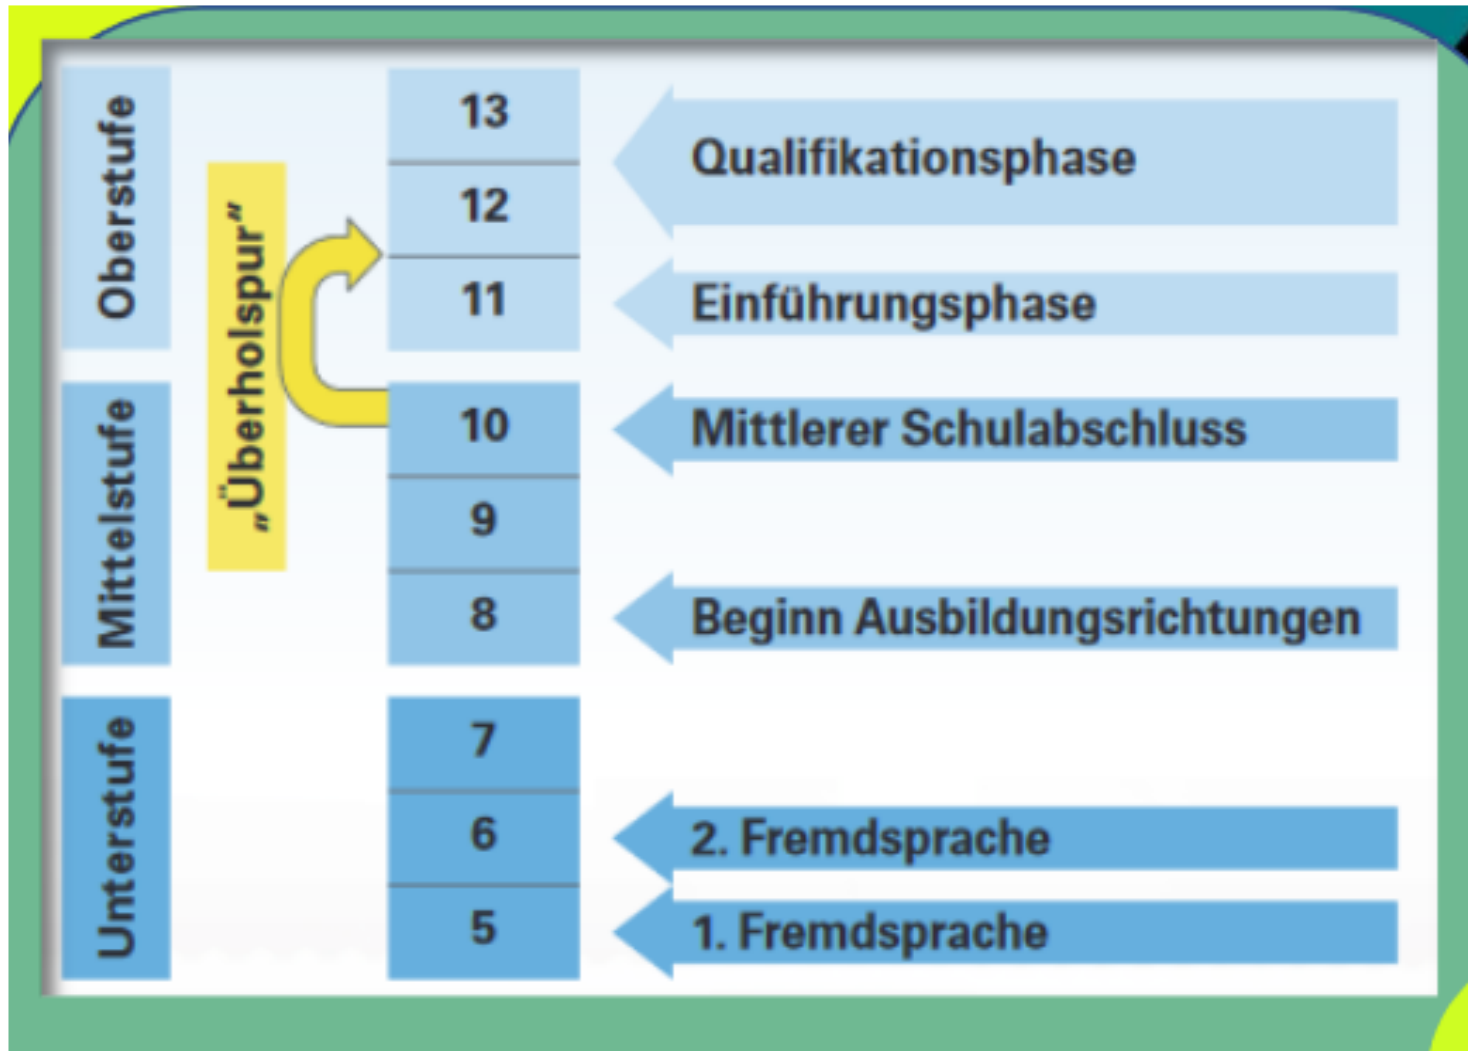 Oberstufe
„Überholspur“
13
12
11
Qualifikationsphase
Einführungsphase
Mittelstufe
10
9
8
Mittlerer Schulabschluss
Beginn Ausbildungsrichtungen
Unterstufe
7
6
5
2. Fremdsprache
1. Fremdsprache